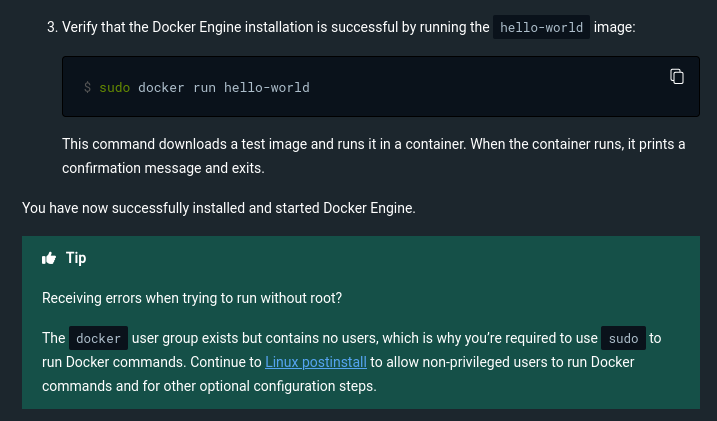 3. Verify that the Docker Engine installation is successful by running the hello-world image:
$ sudo docker run hello-world
This command downloads a test image and runs it in a container. When the container runs, it prints a
confirmation message and exits.
You have now successfully installed and started Docker Engine.
Tip
Receiving errors when trying to run without root?
The docker user group exists but contains no users, which is why you’re required to use sudo to
run Docker commands. Continue to Linux postinstall to allow non-privileged users to run Docker
commands and for other optional configuration steps.